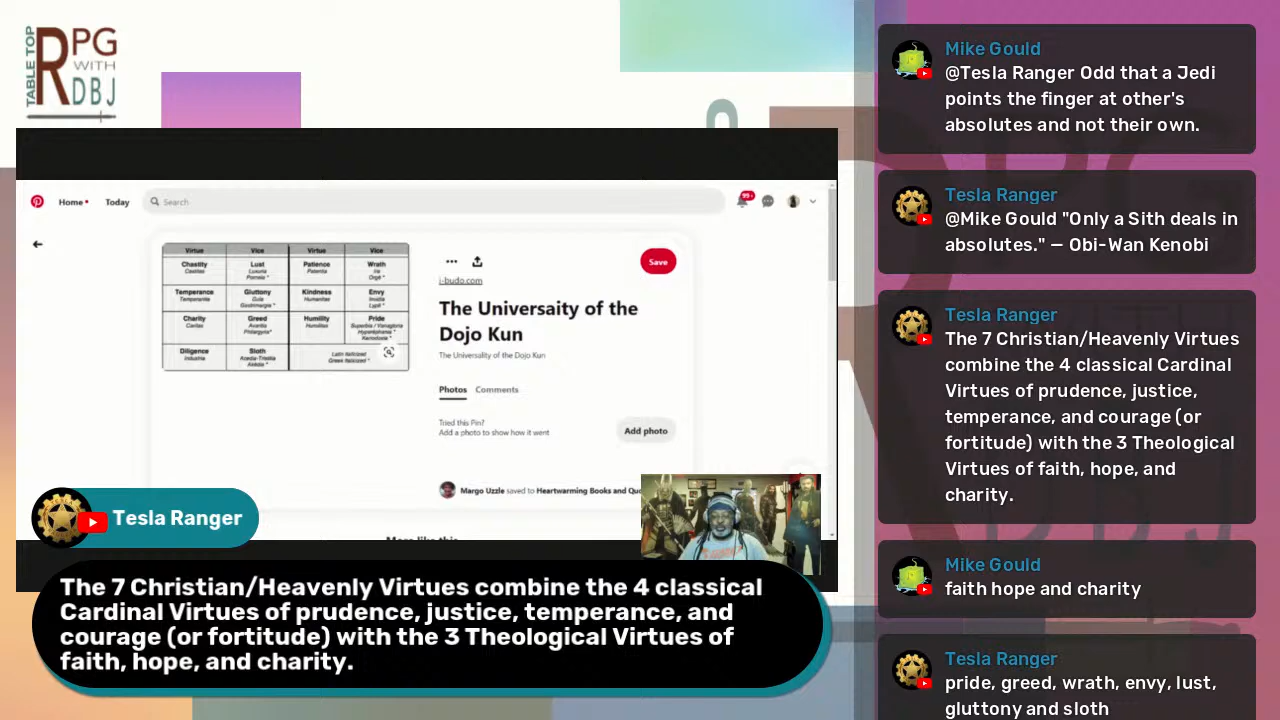 TABLE TOP
RPG
WITH
DBJ
Home
Today
Search
99+
Virtue Vice Virtue Vice
Chastity Lust Patience Wrath
Temperance Gluttony Kindness Envy
Charity Greed Humility Pride
Diligence Sloth
Latin Italicized
Greek Italicized *
Save
i-budo.com
The Universaity of the
Dojo Kun
The Universality of the Dojo Kun
Photos Comments
Tried this Pin?
Add a photo to show how it went
Add photo
Margo Uzzle saved to Heartwarming Books and Quo
More like this
Tesla Ranger
The 7 Christian/Heavenly Virtues combine the 4 classical
Cardinal Virtues of prudence, justice, temperance, and
courage (or fortitude) with the 3 Theological Virtues of
faith, hope, and charity.
Mike Gould
@Tesla Ranger Odd that a Jedi
points the finger at other's
absolutes and not their own.
Tesla Ranger
@Mike Gould "Only a Sith deals in
absolutes." — Obi-Wan Kenobi
Tesla Ranger
The 7 Christian/Heavenly Virtues
combine the 4 classical Cardinal
Virtues of prudence, justice,
temperance, and courage (or
fortitude) with the 3 Theological
Virtues of faith, hope, and
charity.
Mike Gould
faith hope and charity
Tesla Ranger
pride, greed, wrath, envy, lust,
gluttony and sloth